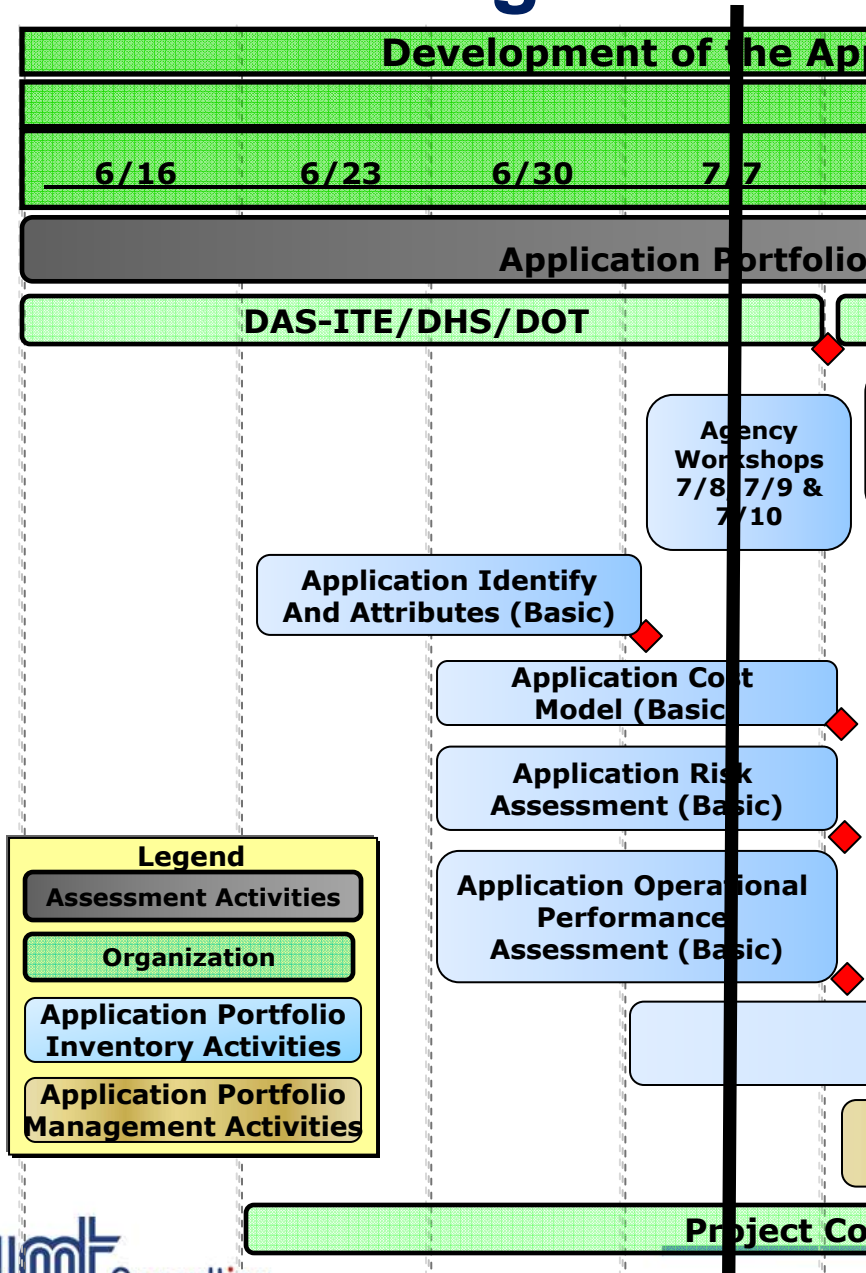 Development of the
6/16 6/23 6/30 7/7
Application Portfolio
DAS-ITE/DHS/DOT
Agency
Workshops
7/8, 7/9 &
7/10
Application Identify
And Attributes (Basic)
Application Cost
Model (Basic)
Application Risk
Assessment (Basic)
Application Operational
Performance
Assessment (Basic)
Legend
Assessment Activities
Organization
Application Portfolio
Inventory Activities
Application Portfolio
Management Activities
Project
umt